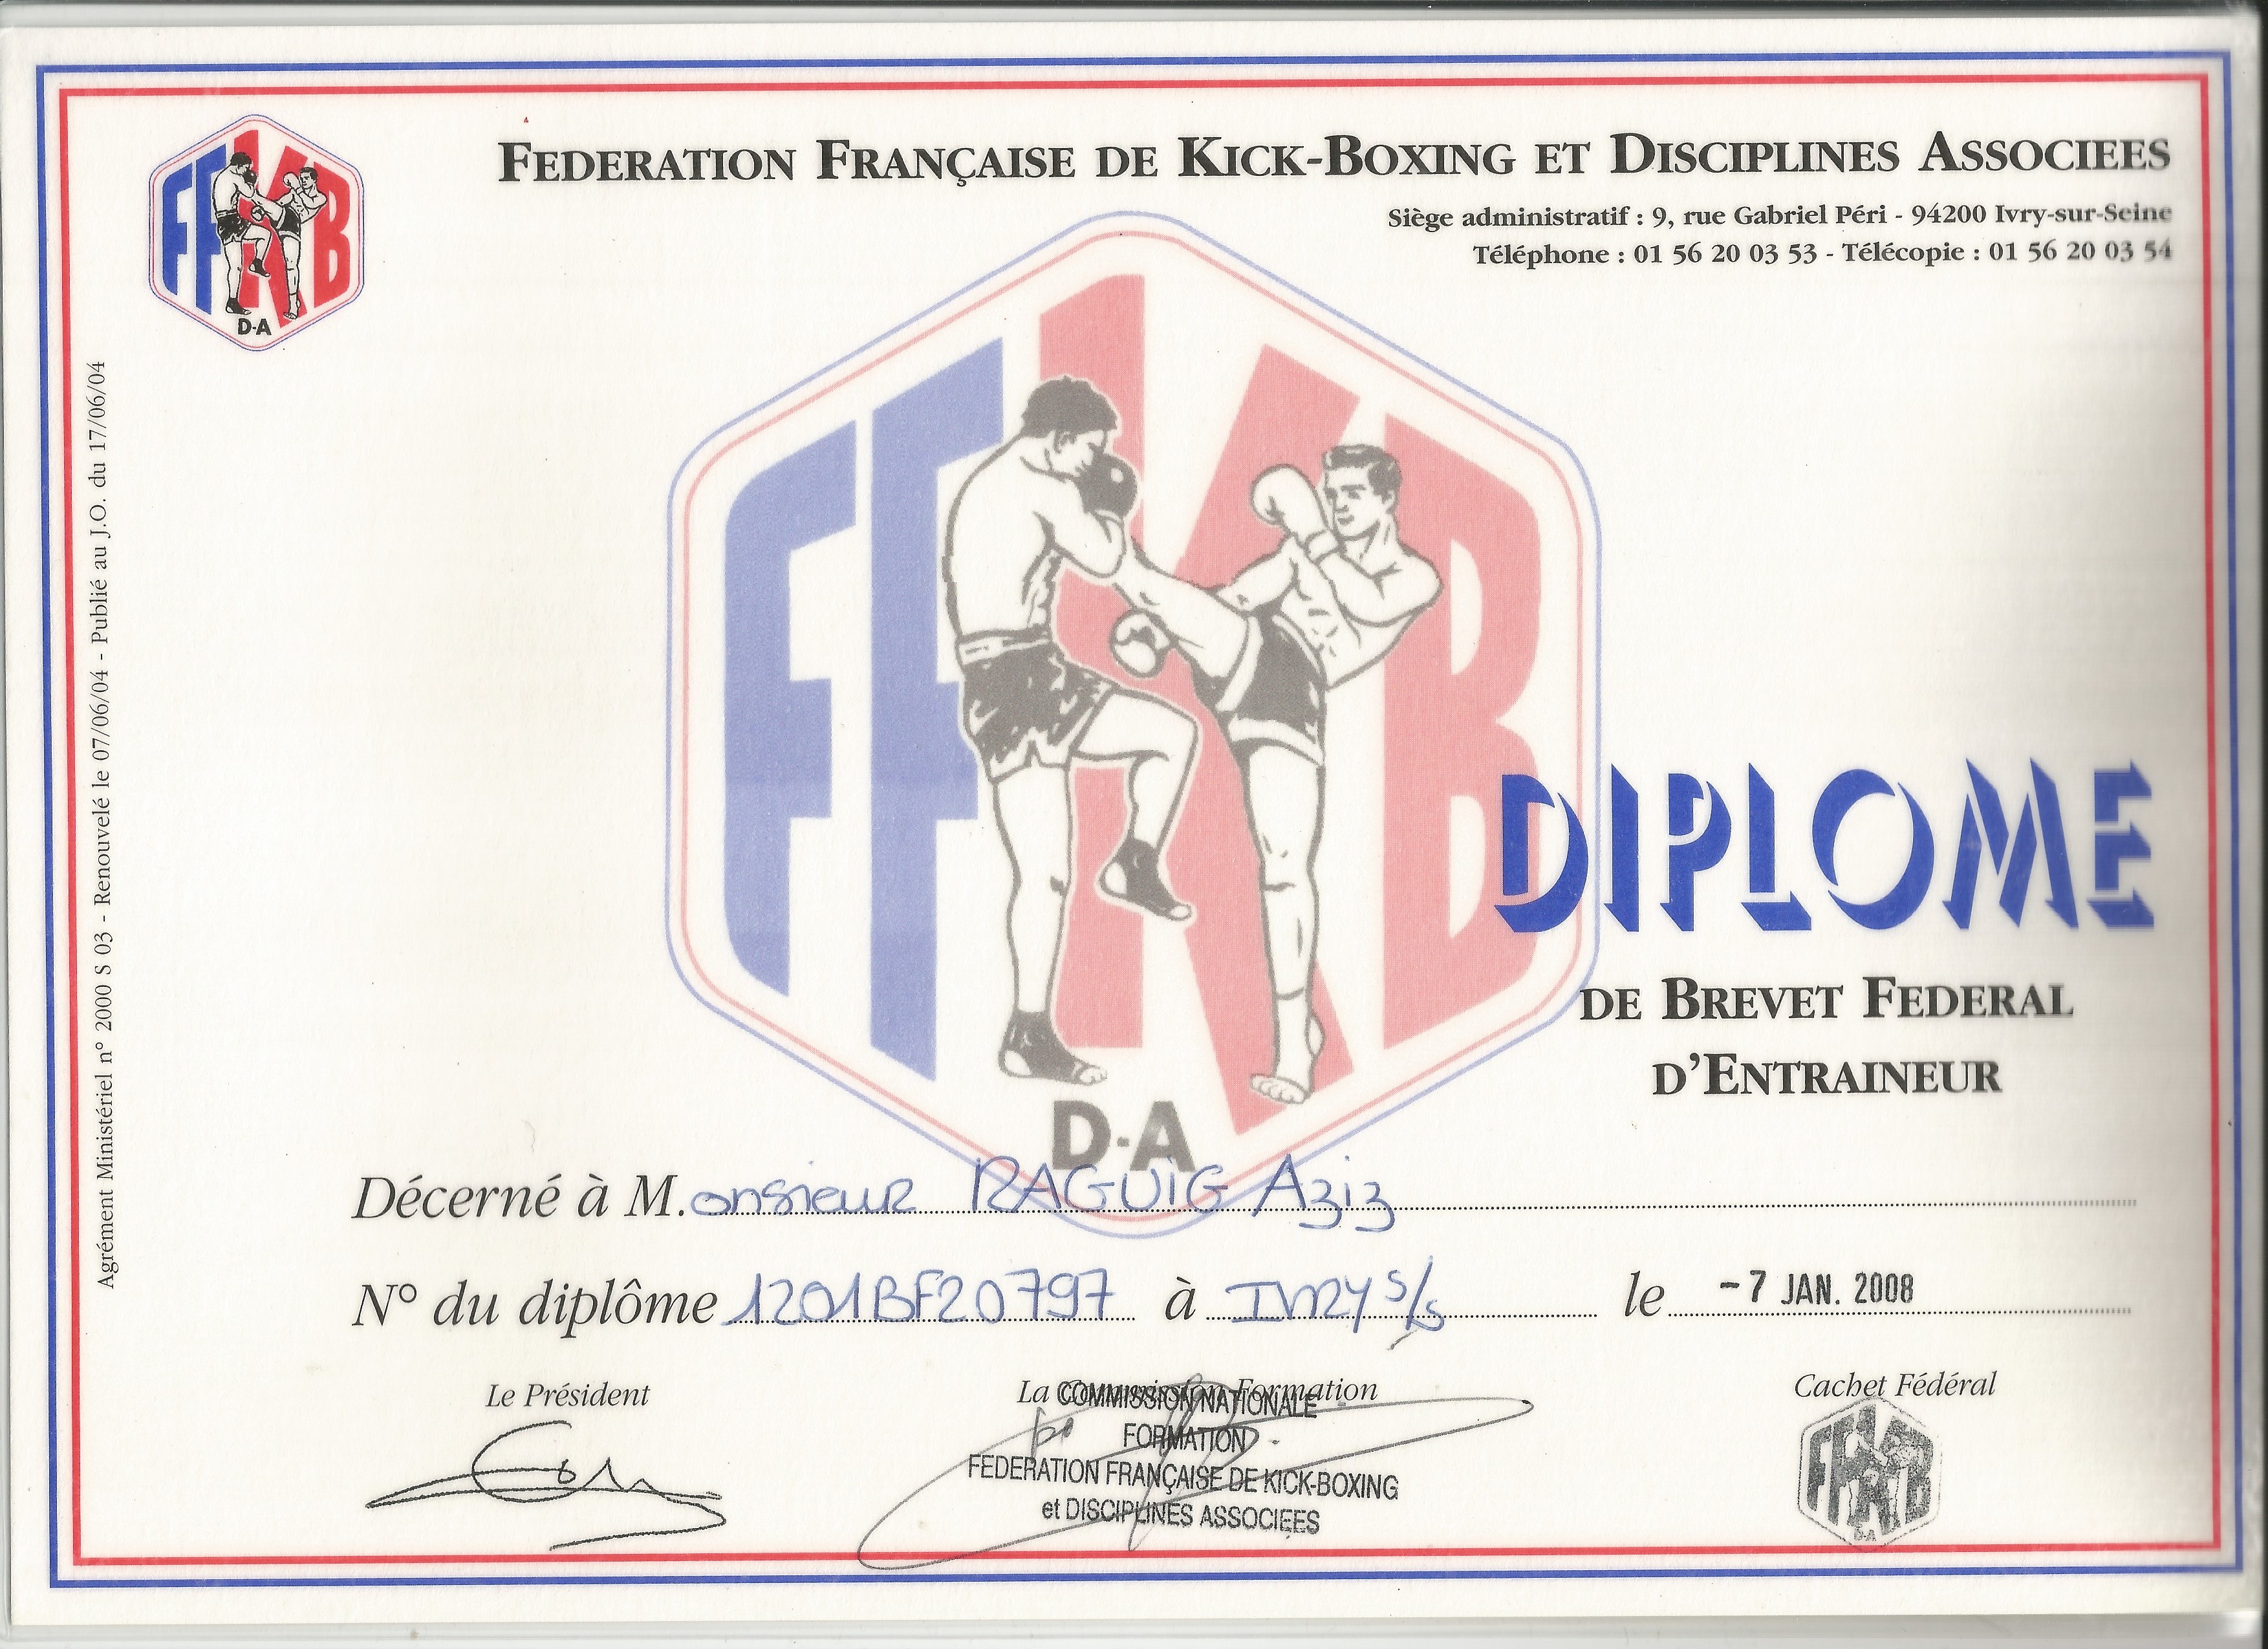 FFKB
D-A
FEDERATION FRANÇAISE DE KICK-BOXING ET DISCIPLINES ASSOCIEES
Siège administratif : 9, rue Gabriel Péri - 94200 Ivry-sur-Seine
Téléphone : 01 56 20 03 53 - Télécopie : 01 56 20 03 54
Agrément Ministériel n° 2000 S 03 - Renouvelé le 07/06/04 - Publié au J.O. du 17/06/04
FFKB
D-A
DIPLOME
DE BREVET FEDERAL
D'ENTRAINEUR
Décerné à M.onsieur RAGUIG Aziz
N° du diplôme 1201BF20797 à IVRY s/s le -7 JAN. 2008
Le Président La Commission Formation Cachet Fédéral
COMMISSION NATIONALE
FORMATION
FEDERATION FRANÇAISE DE KICK-BOXING
et DISCIPLINES ASSOCIEES
FFKB
D-A